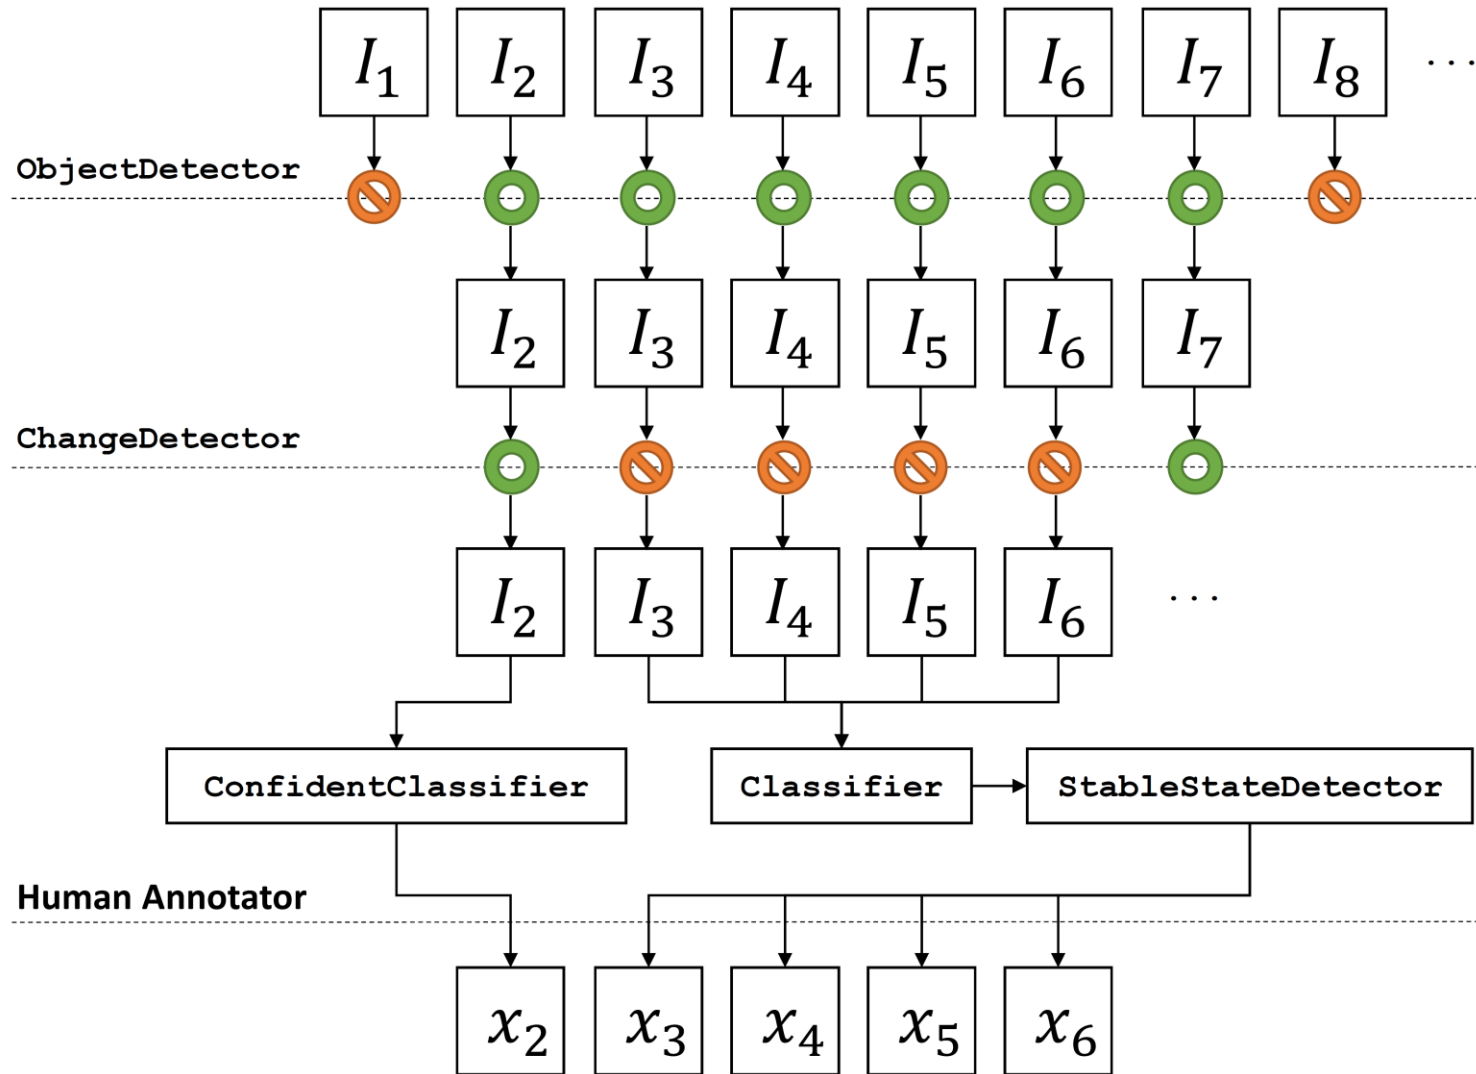 I₁ I₂ I₃ I₄ I₅ I₆ I₇ I₈ ...
ObjectDetector
I₂ I₃ I₄ I₅ I₆ I₇
ChangeDetector
I₂ I₃ I₄ I₅ I₆ ...
ConfidentClassifier Classifier StableStateDetector
Human Annotator
x₂ x₃ x₄ x₅ x₆